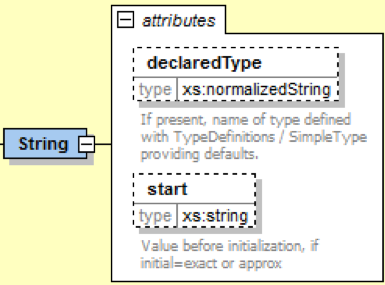 attributes
declaredType
type xs:normalizedString
If present, name of type defined
with TypeDefinitions / SimpleType
providing defaults.
String
start
type xs:string
Value before initialization, if
initial=exact or approx